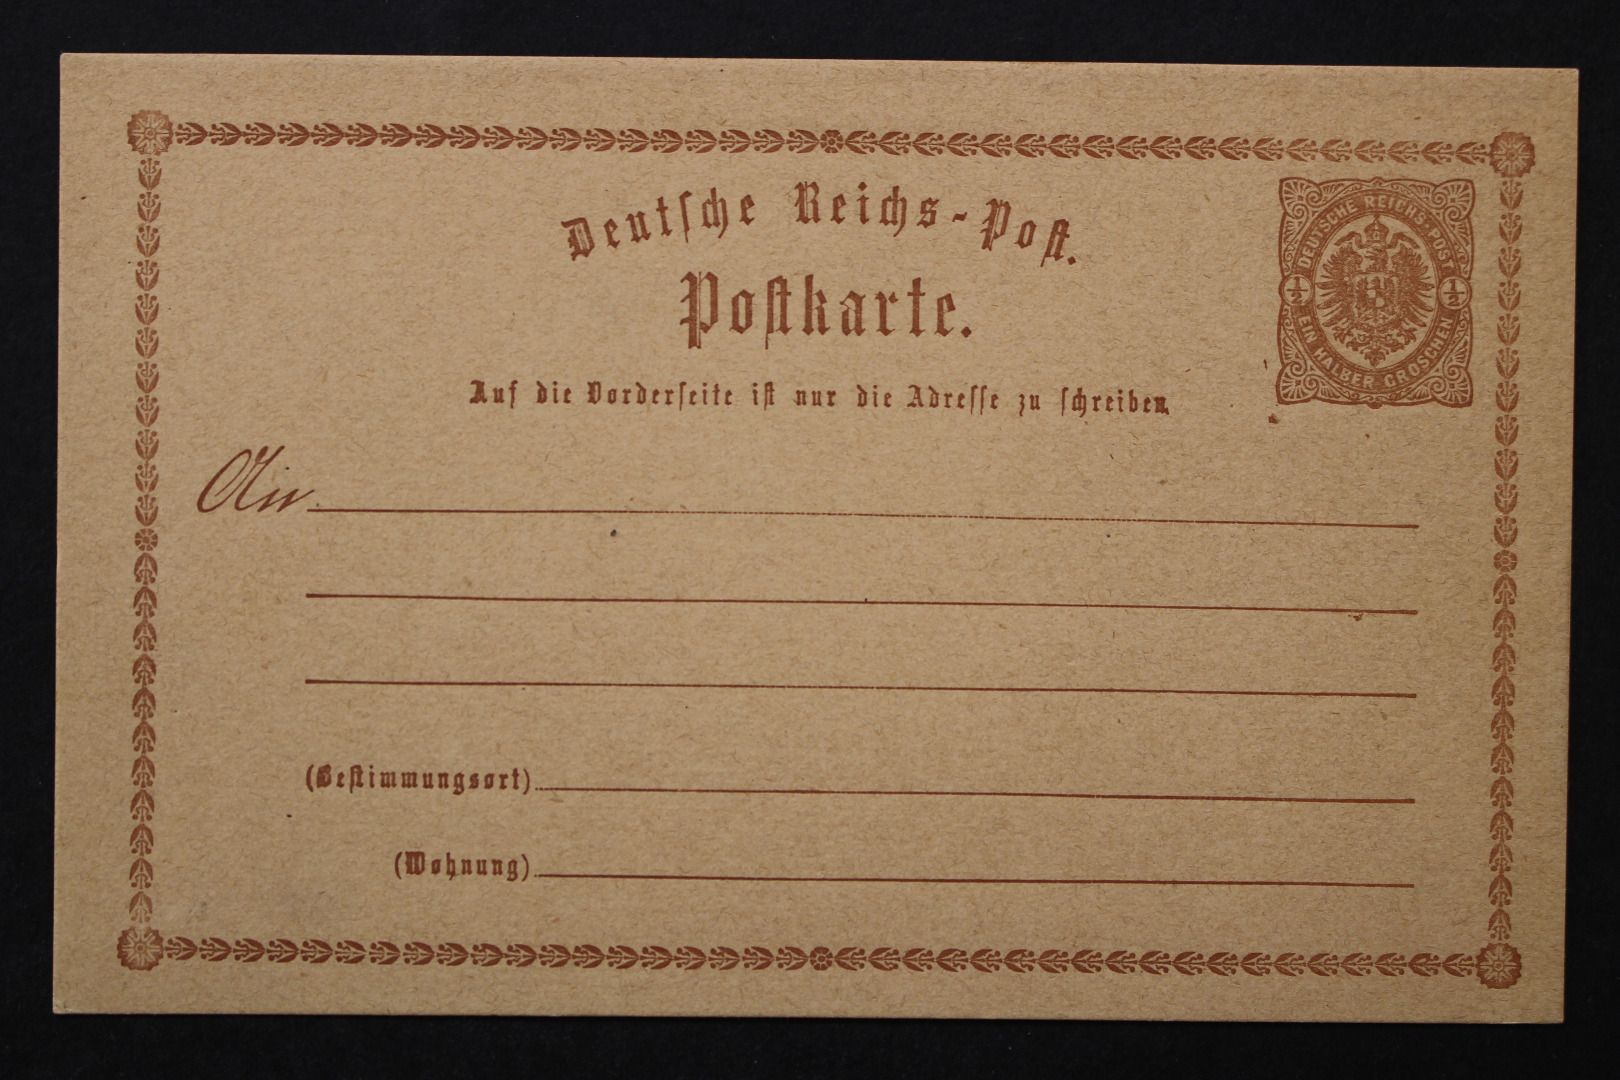 Deutſche Reichs-Poſt.
Poſtkarte.
DEUTSCHE REICHS-POST
½ ½
EIN HALBER GROSCHEN
Auf die Vorderſeite iſt nur die Adreſſe zu ſchreiben.
An
(Beſtimmungsort)
(Wohnung)